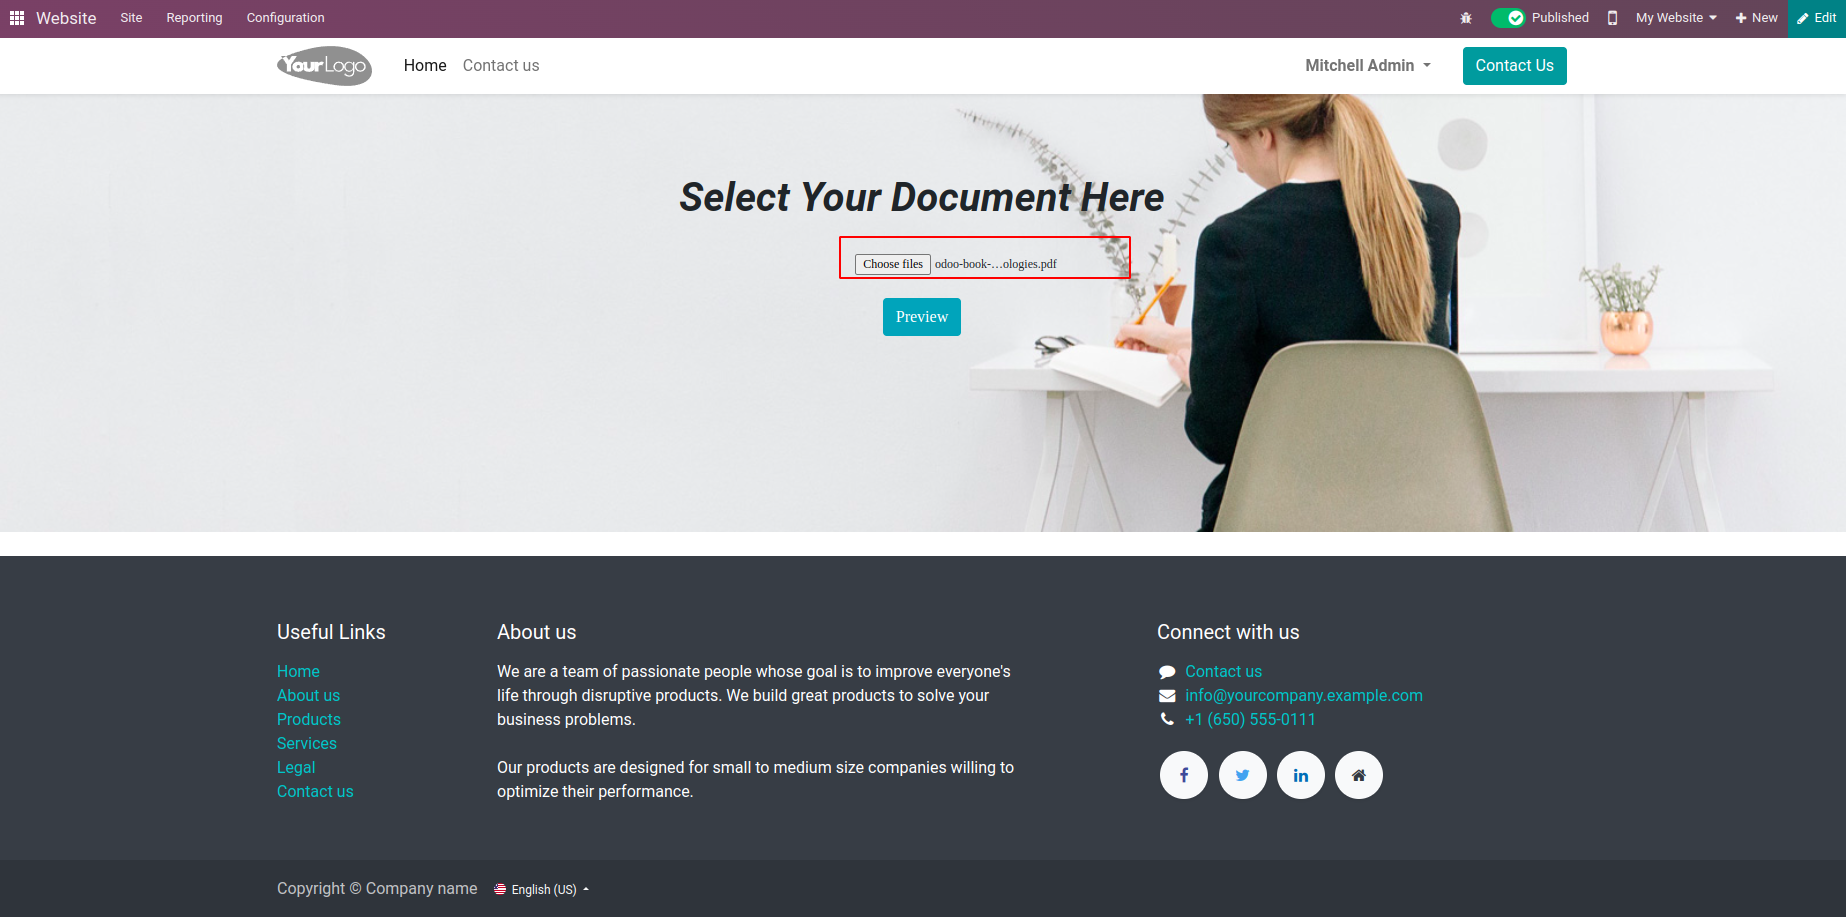 Website Site Reporting Configuration Published My Website New Edit
YourLogo Home Contact us Mitchell Admin Contact Us
Select Your Document Here
Choose files odoo-book-...ologies.pdf
Preview
Useful Links
Home
About us
Products
Services
Legal
Contact us
About us
We are a team of passionate people whose goal is to improve everyone's
life through disruptive products. We build great products to solve your
business problems.
Our products are designed for small to medium size companies willing to
optimize their performance.
Connect with us
Contact us
info@yourcompany.example.com
+1 (650) 555-0111
Copyright © Company name English (US)